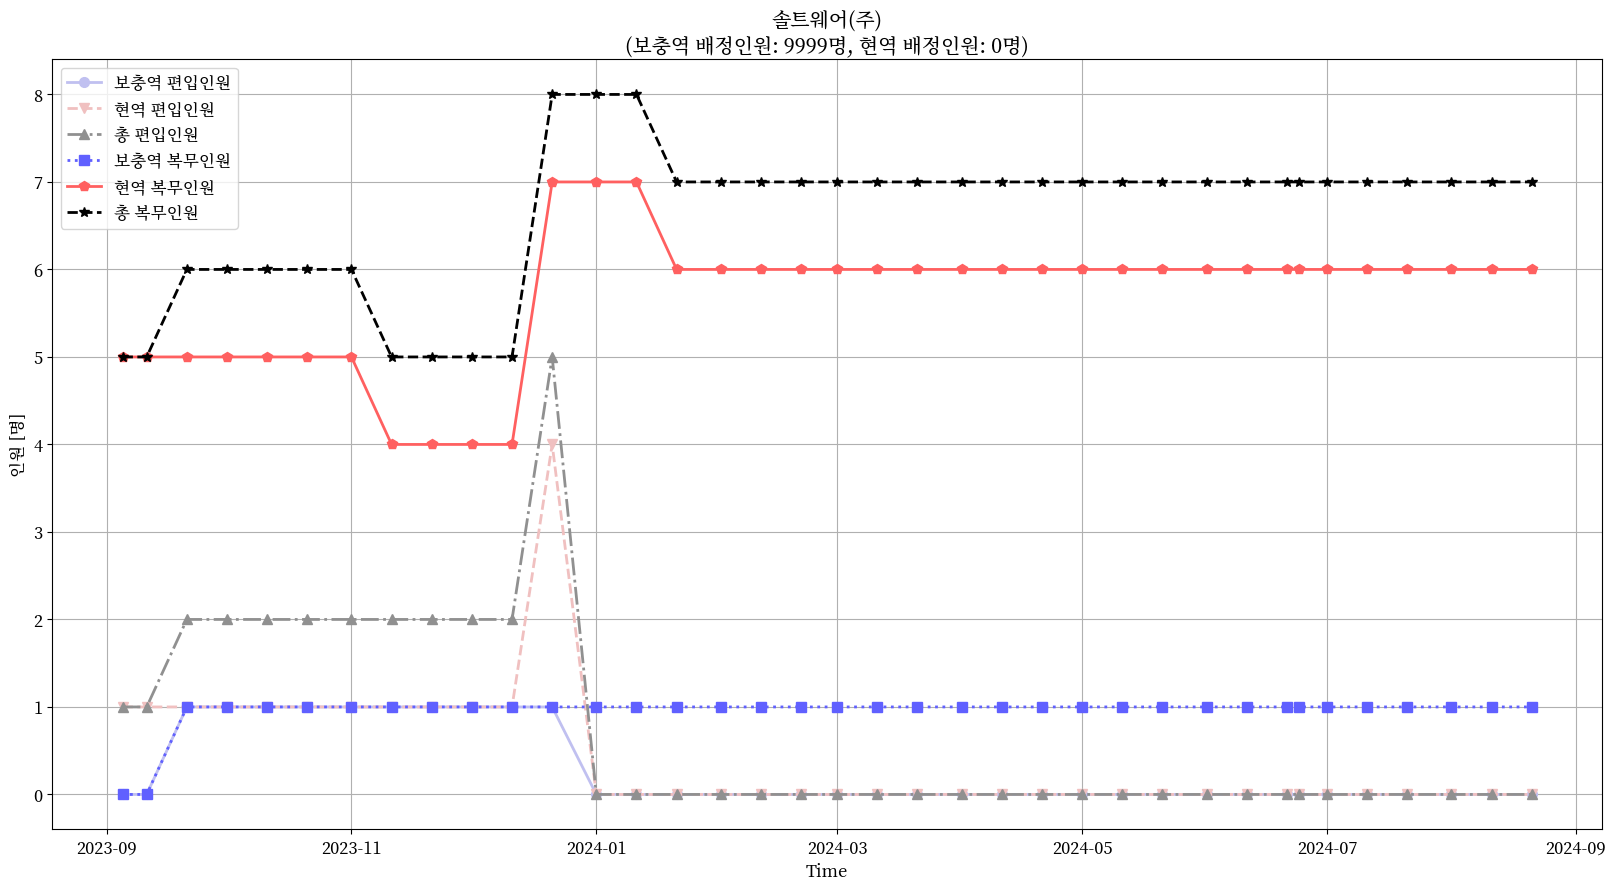 솔트웨어(주)
(보충역 배정인원: 9999명, 현역 배정인원: 0명)
보충역 편입인원
현역 편입인원
총 편입인원
보충역 복무인원
현역 복무인원
총 복무인원
인원 [명]
8
7
6
5
4
3
2
1
0
2023-09
2023-11
2024-01
2024-03
2024-05
2024-07
2024-09
Time